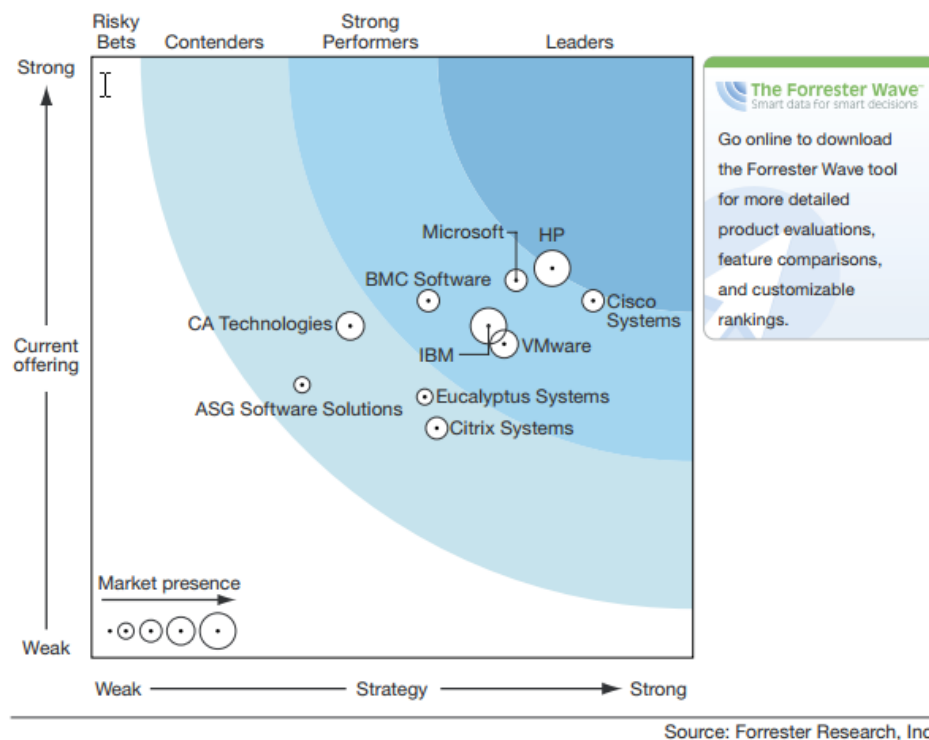 Risky
Bets
Contenders
Strong
Performers
Leaders
Strong
Current
offering
Weak
Microsoft
HP
BMC Software
Cisco
Systems
CA Technologies
IBM
VMware
ASG Software Solutions
Eucalyptus Systems
Citrix Systems
Market presence
Weak
Strategy
Strong
The Forrester Wave™
Smart data for smart decisions
Go online to download
the Forrester Wave tool
for more detailed
product evaluations,
feature comparisons,
and customizable
rankings.
Source: Forrester Research, Inc